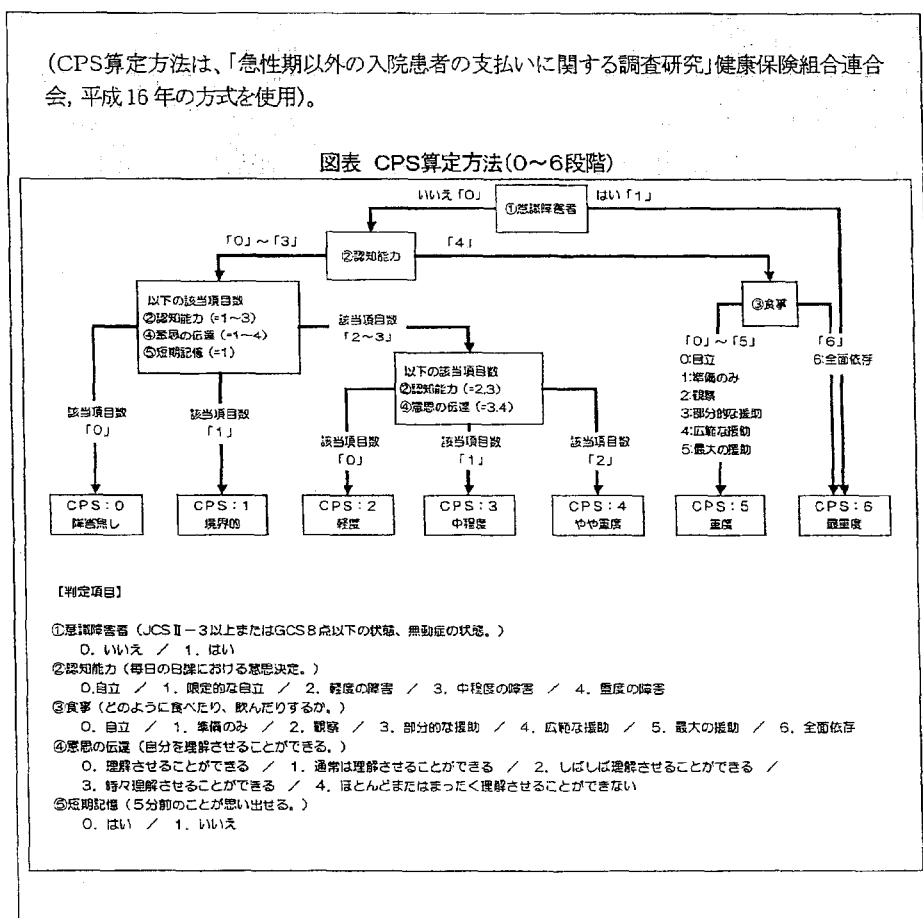 (CPS算定方法は、「急性期以外の入院患者の支払いに関する調査研究」健康保険組合連合
会, 平成16年の方式を使用)。
図表 CPS算定方法(0～6段階)
いいえ「0」
①意識障害者
はい「1」
「0」～「3」
②認知能力
「4」
以下の該当項目数
②認知能力 (=1～3)
④意思の伝達 (=1～4)
⑤短期記憶 (=1)
該当項目数
「2～3」
③食事
以下の該当項目数
②認知能力 (=2,3)
④意思の伝達 (=3,4)
「0」～「5」
0:自立
1:準備のみ
2:観察
3:部分的な援助
4:広範な援助
5:最大の援助
「6」
6:全面依存
該当項目数
「0」
該当項目数
「1」
該当項目数
「0」
該当項目数
「1」
該当項目数
「2」
CPS:0
障害無し
CPS:1
境界的
CPS:2
軽度
CPS:3
中程度
CPS:4
やや重度
CPS:5
重度
CPS:6
最重度
【判定項目】
①意識障害者（JCSⅡ－3以上またはGCS8点以下の状態、無動症の状態。）
0．いいえ ／ 1．はい
②認知能力（毎日の日課における意思決定。）
0.自立 ／ 1．限定的な自立 ／ 2．軽度の障害 ／ 3．中程度の障害 ／ 4．重度の障害
③食事（どのように食べたり、飲んだりするか。）
0．自立 ／ 1．準備のみ ／ 2．観察 ／ 3．部分的な援助 ／ 4．広範な援助 ／ 5．最大の援助 ／ 6．全面依存
④意思の伝達（自分を理解させることができる。）
0．理解させることができる ／ 1．通常は理解させることができる ／ 2．しばしば理解させることができる ／
3．時々理解させることができる ／ 4．ほとんどまたはまったく理解させることができない
⑤短期記憶（5分前のことが思い出せる。）
0．はい ／ 1．いいえ